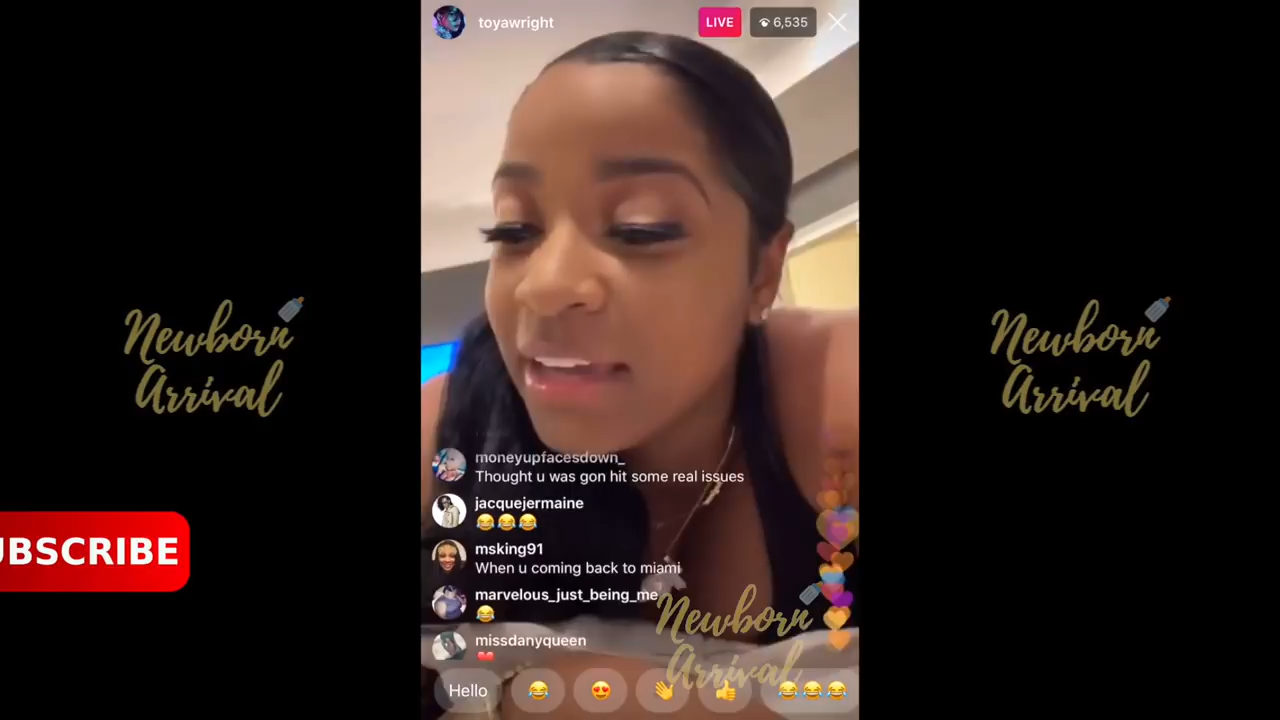 toyawright
LIVE
6,535
Newborn
Arrival
Newborn
Arrival
moneyupfacesdown_
Thought u was gon hit some real issues
jacquejermaine
😂😂😂
UBSCRIBE
msking91
When u coming back to miami
marvelous_just_being_me
😂
Newborn
Arrival
missdanyqueen
❤️
Hello 😂 😍 👋 👍 😂😂😂